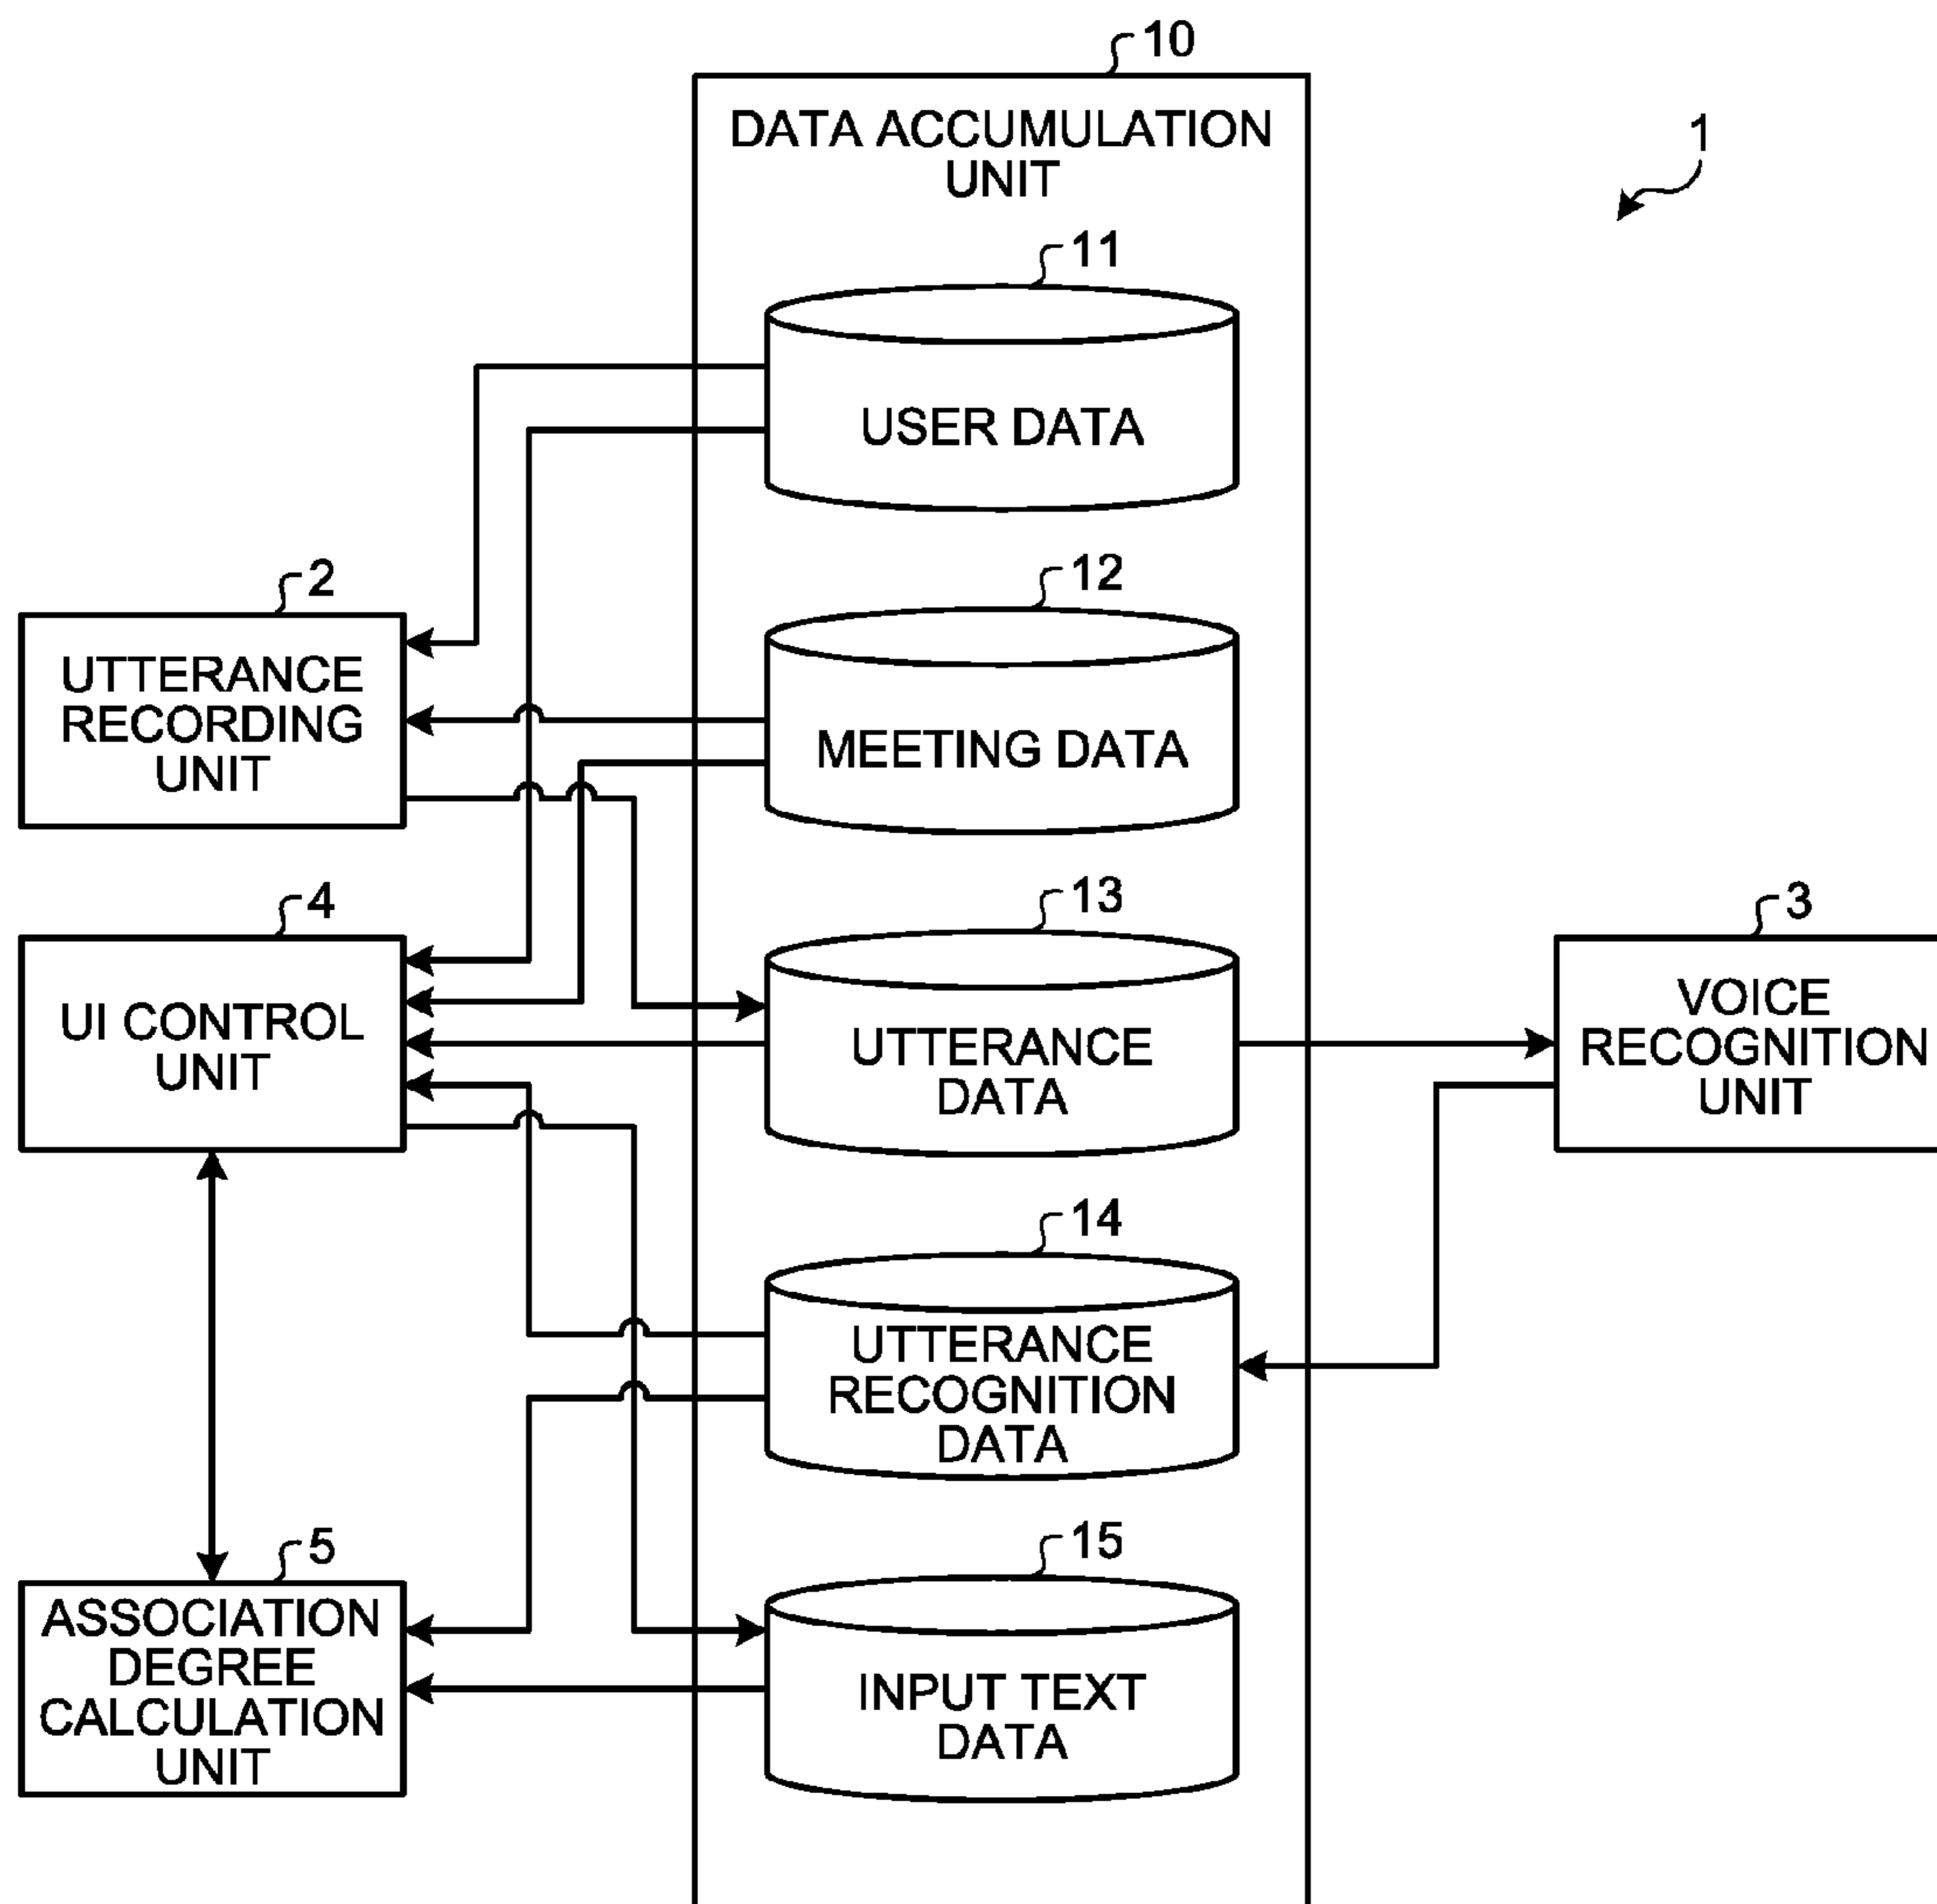 10
DATA ACCUMULATION
UNIT
1
11
USER DATA
2
UTTERANCE
RECORDING
UNIT
12
MEETING DATA
4
UI CONTROL
UNIT
13
UTTERANCE
DATA
3
VOICE
RECOGNITION
UNIT
14
UTTERANCE
RECOGNITION
DATA
5
ASSOCIATION
DEGREE
CALCULATION
UNIT
15
INPUT TEXT
DATA